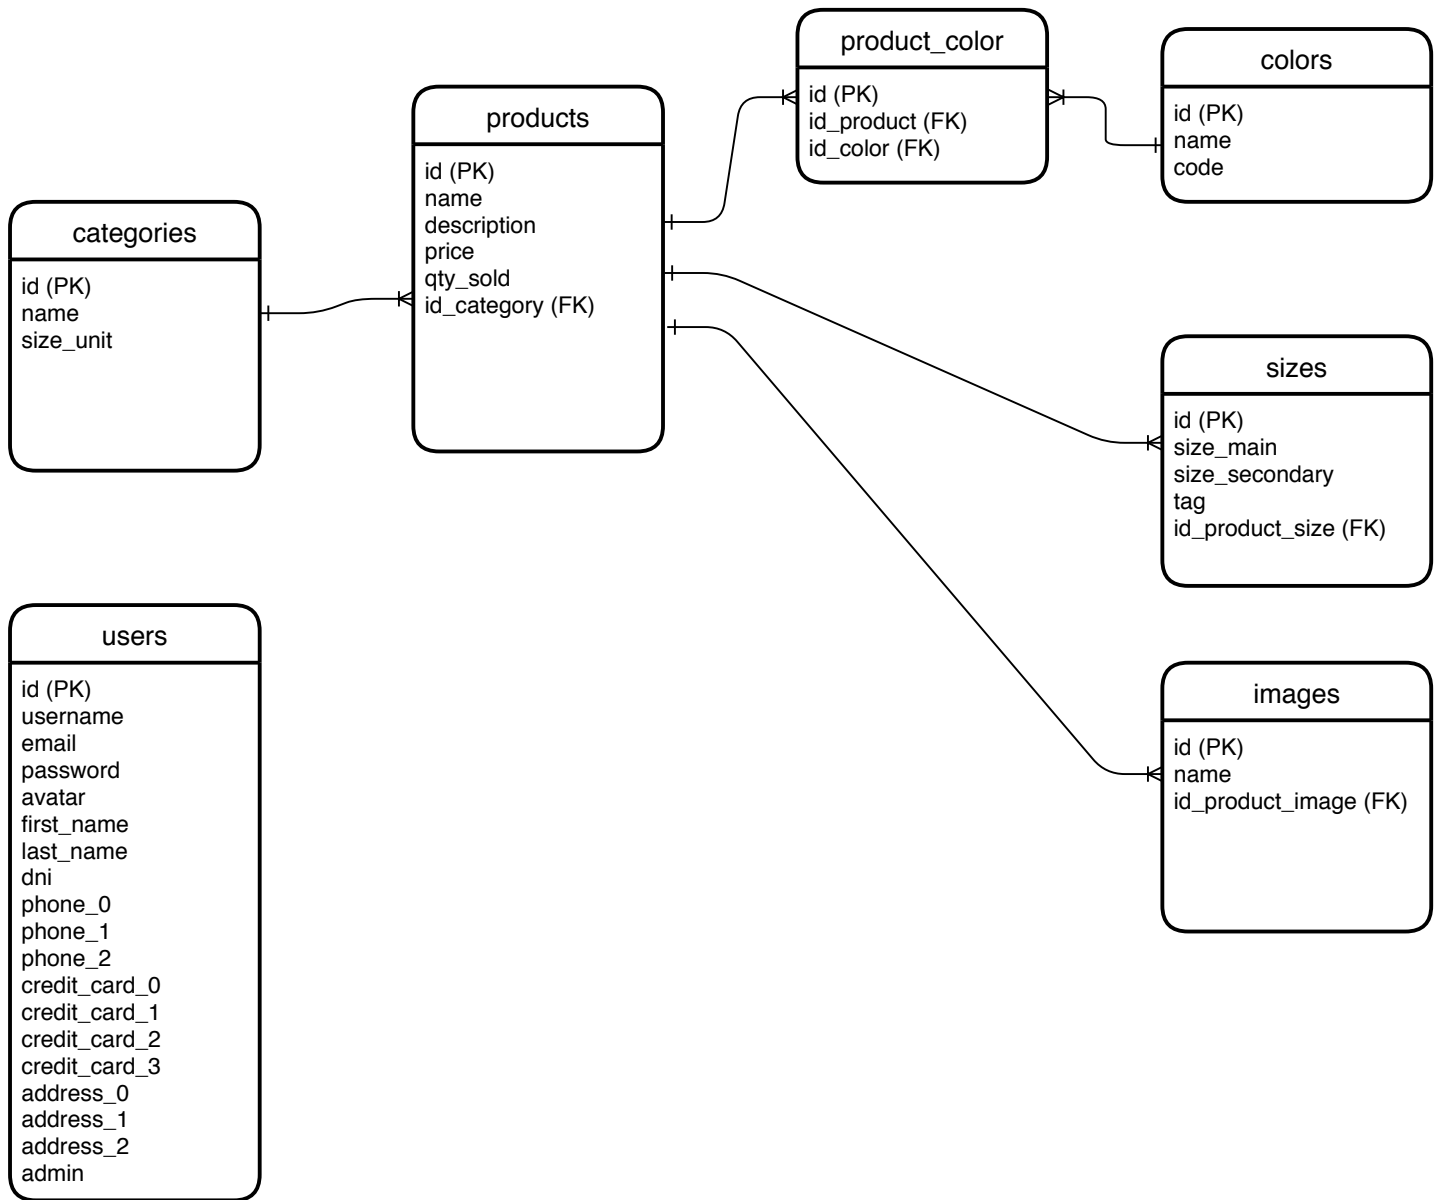 categories
id (PK)
name
size_unit
products
id (PK)
name
description
price
qty_sold
id_category (FK)
product_color
id (PK)
id_product (FK)
id_color (FK)
colors
id (PK)
name
code
sizes
id (PK)
size_main
size_secondary
tag
id_product_size (FK)
images
id (PK)
name
id_product_image (FK)
users
id (PK)
username
email
password
avatar
first_name
last_name
dni
phone_0
phone_1
phone_2
credit_card_0
credit_card_1
credit_card_2
credit_card_3
address_0
address_1
address_2
admin